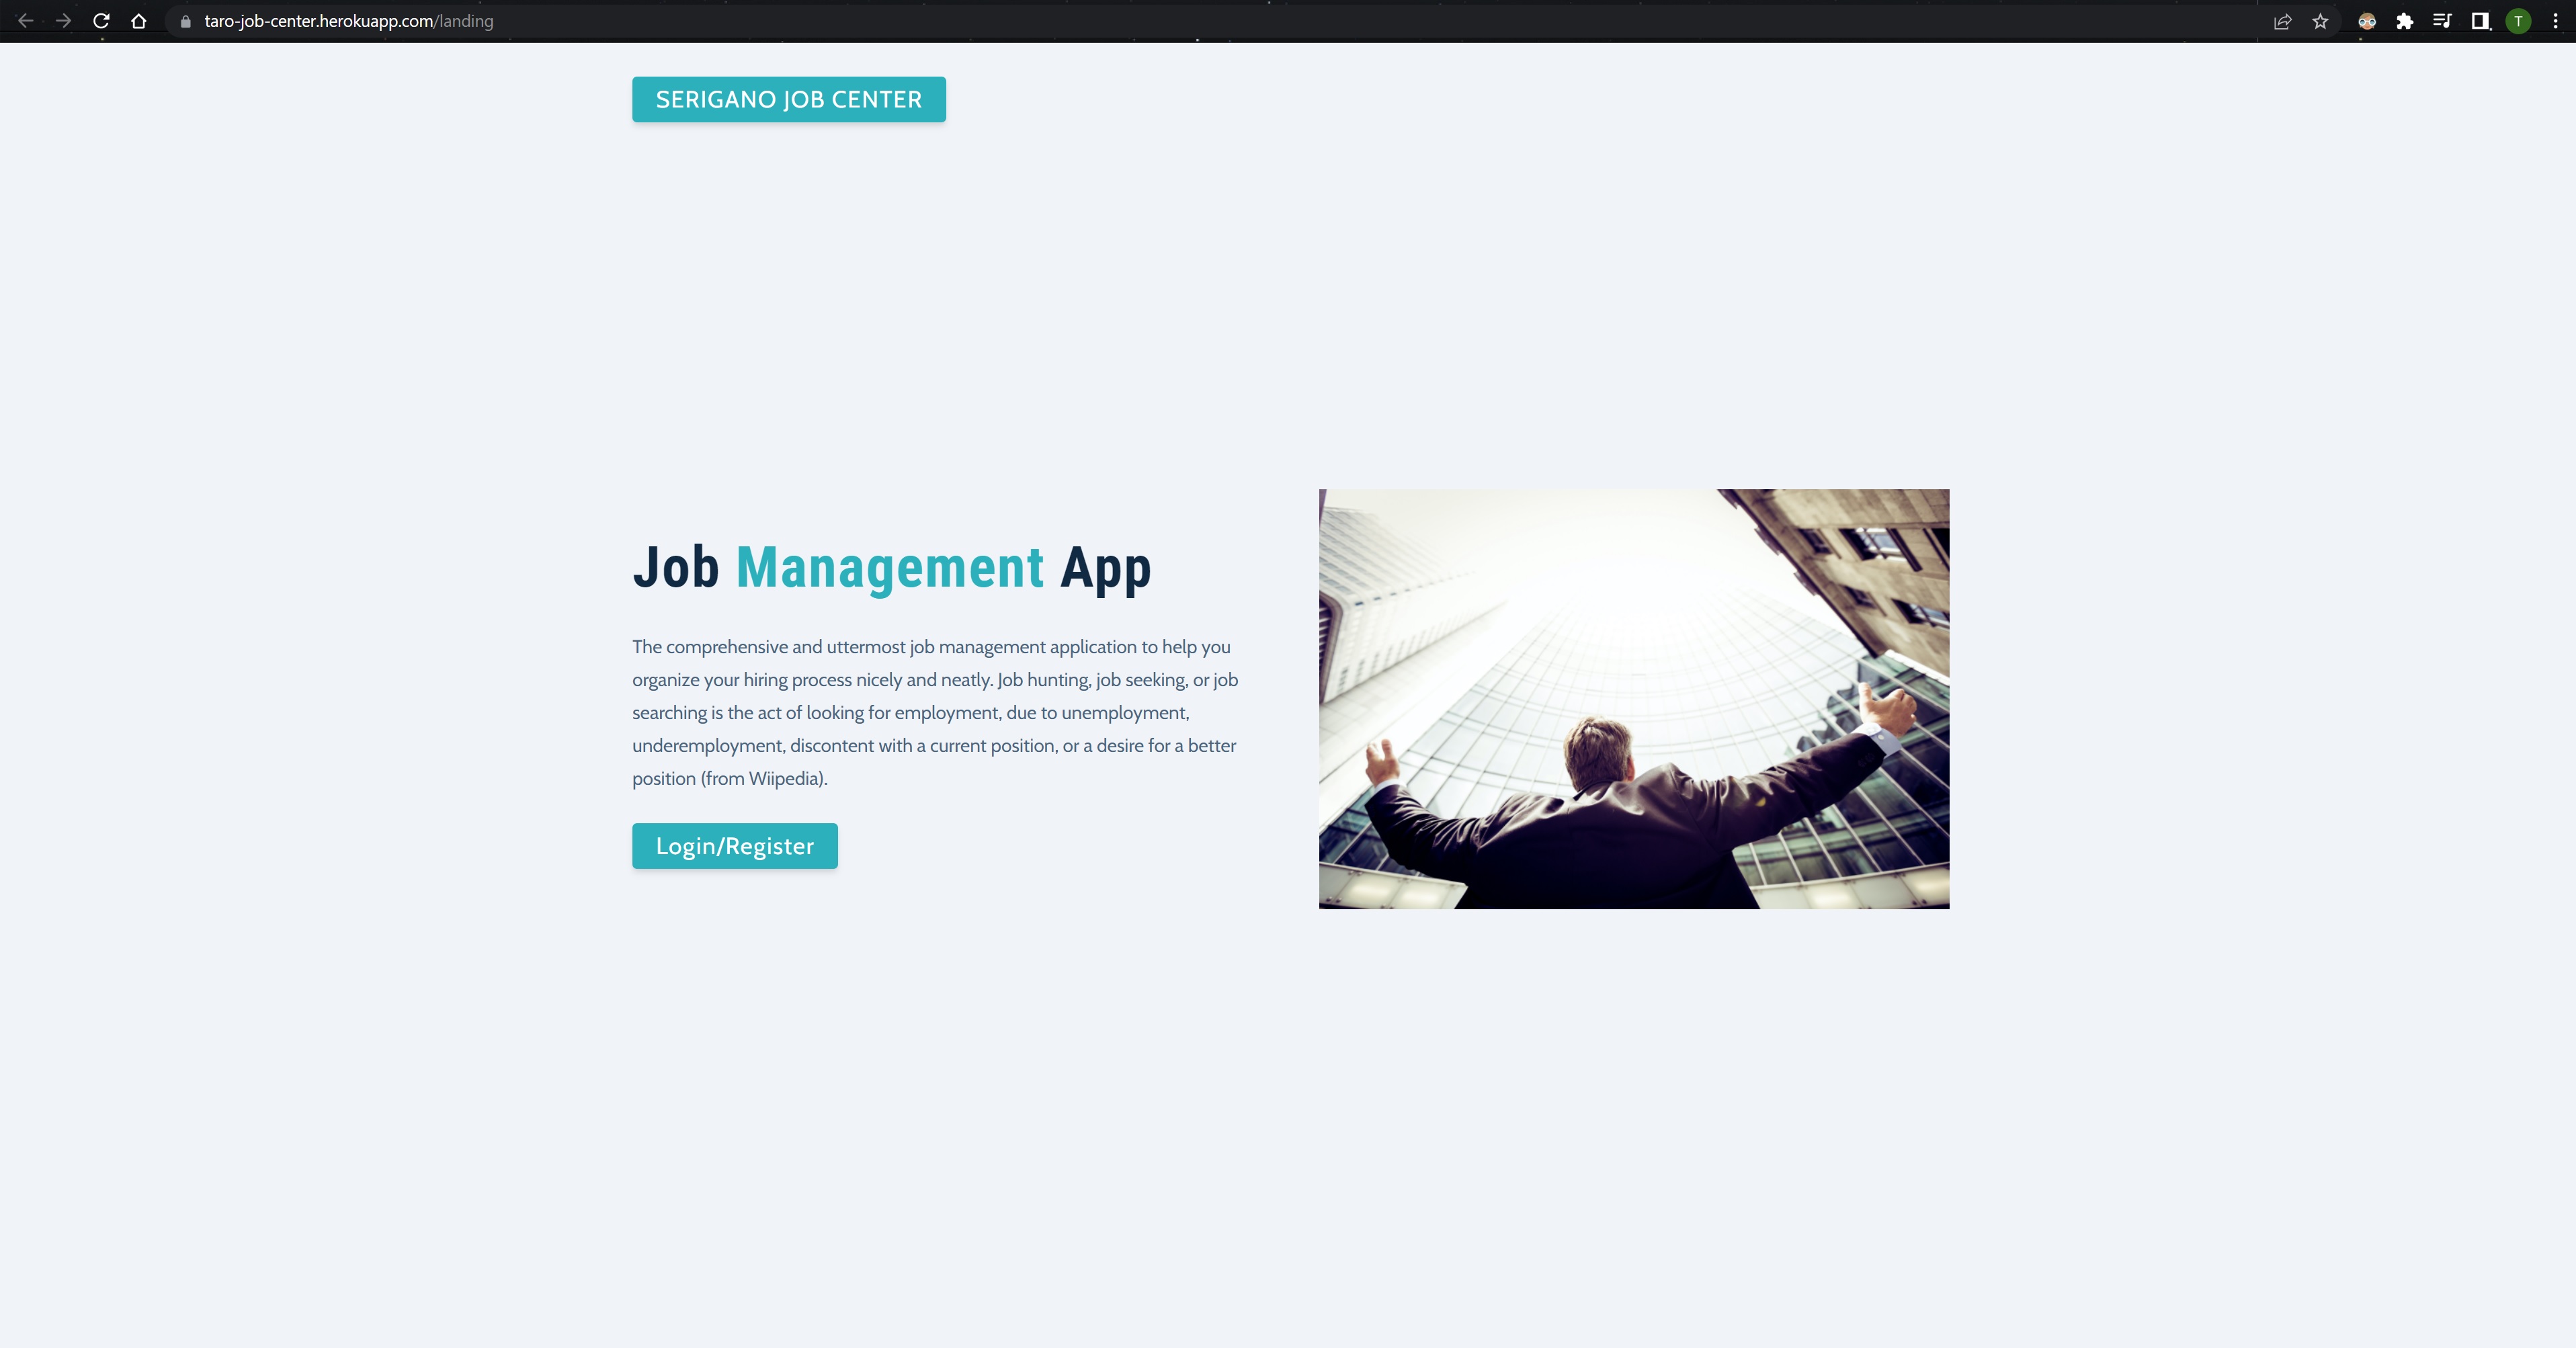 taro-job-center.herokuapp.com/landing
T
SERIGANO JOB CENTER
Job Management App
The comprehensive and uttermost job management application to help you
organize your hiring process nicely and neatly. Job hunting, job seeking, or job
searching is the act of looking for employment, due to unemployment,
underemployment, discontent with a current position, or a desire for a better
position (from Wiipedia).
Login/Register